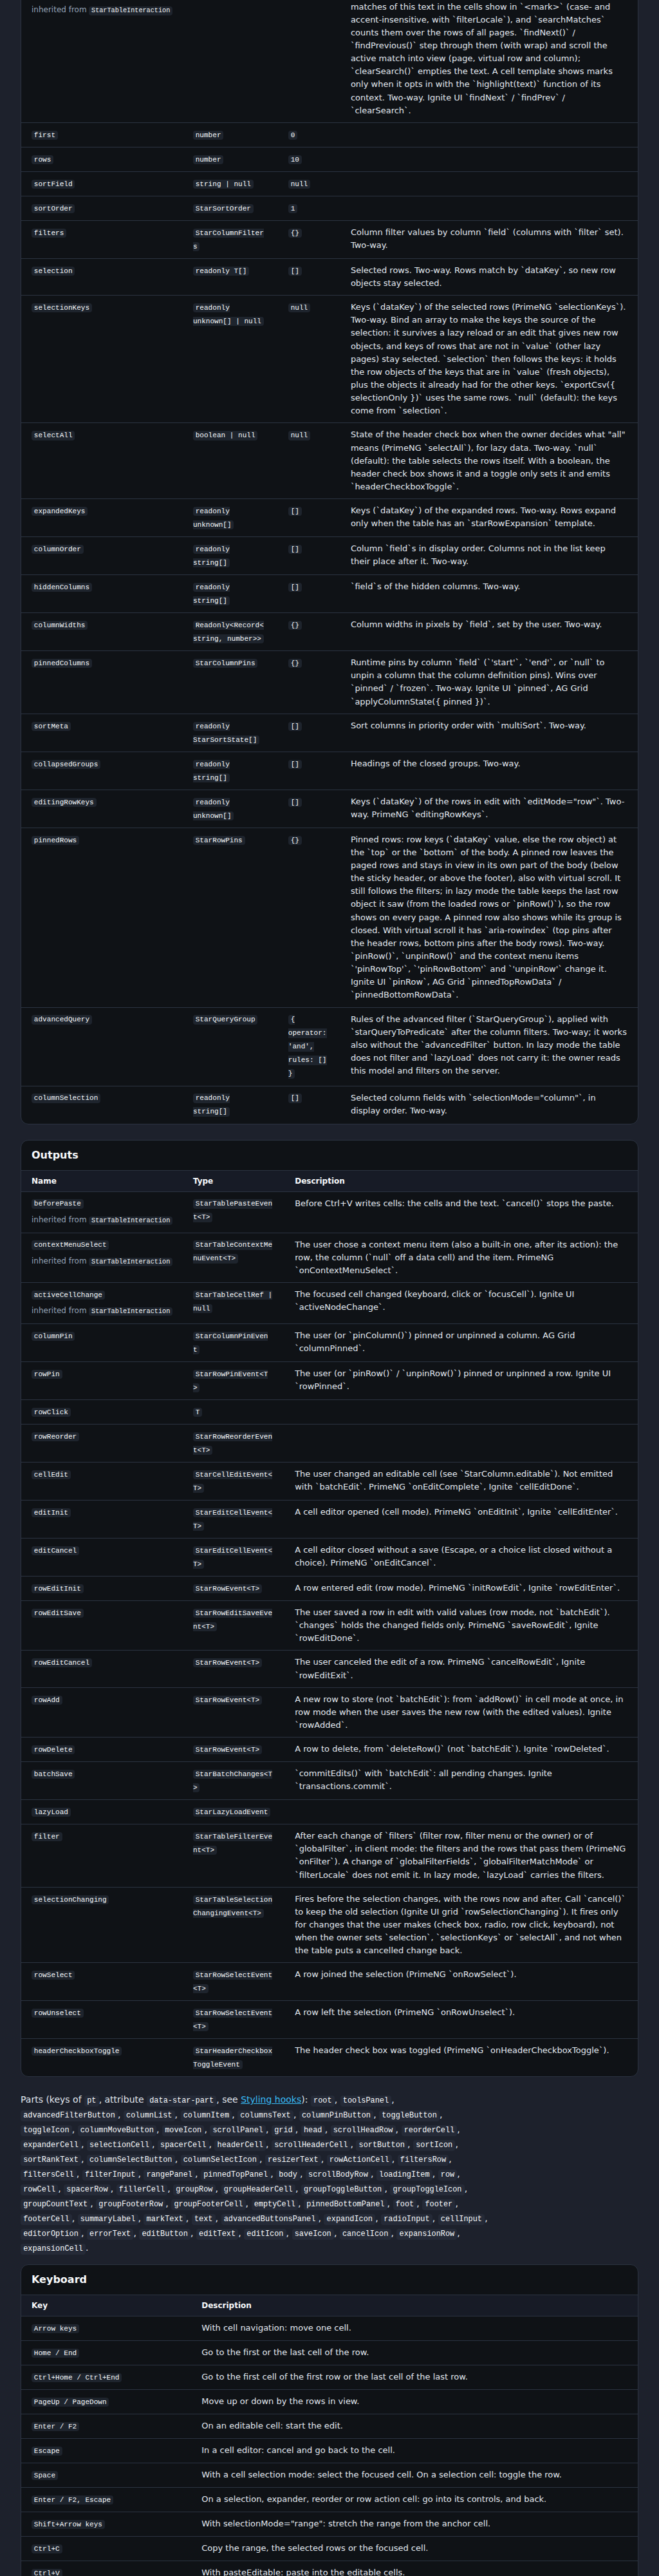 matches of this text in the cells show in `<mark>` (case- and
inherited from StarTableInteraction
accent-insensitive, with `filterLocale`), and `searchMatches`
counts them over the rows of all pages. `findNext()` /
`findPrevious()` step through them (with wrap) and scroll the
active match into view (page, virtual row and column);
`clearSearch()` empties the text. A cell template shows marks
only when it opts in with the `highlight(text)` function of its
context. Two-way. Ignite UI `findNext` / `findPrev` /
`clearSearch`.
first number 0
rows number 10
sortField string | null null
sortOrder StarSortOrder 1
filters StarColumnFilter {} Column filter values by column `field` (columns with `filter` set).
s Two-way.
selection readonly T[] [] Selected rows. Two-way. Rows match by `dataKey`, so new row
objects stay selected.
selectionKeys readonly null Keys (`dataKey`) of the selected rows (PrimeNG `selectionKeys`).
unknown[] | null Two-way. Bind an array to make the keys the source of the
selection: it survives a lazy reload or an edit that gives new row
objects, and keys of rows that are not in `value` (other lazy
pages) stay selected. `selection` then follows the keys: it holds
the row objects of the keys that are in `value` (fresh objects),
plus the objects it already had for the other keys. `exportCsv({
selectionOnly })` uses the same rows. `null` (default): the keys
come from `selection`.
selectAll boolean | null null State of the header check box when the owner decides what "all"
means (PrimeNG `selectAll`), for lazy data. Two-way. `null`
(default): the table selects the rows itself. With a boolean, the
header check box shows it and a toggle only sets it and emits
`headerCheckboxToggle`.
expandedKeys readonly [] Keys (`dataKey`) of the expanded rows. Two-way. Rows expand
unknown[] only when the table has an `starRowExpansion` template.
columnOrder readonly [] Column `field`s in display order. Columns not in the list keep
string[] their place after it. Two-way.
hiddenColumns readonly [] `field`s of the hidden columns. Two-way.
string[]
columnWidths Readonly<Record< {} Column widths in pixels by `field`, set by the user. Two-way.
string, number>>
pinnedColumns StarColumnPins {} Runtime pins by column `field` (`'start'`, `'end'`, or `null` to
unpin a column that the column definition pins). Wins over
`pinned` / `frozen`. Two-way. Ignite UI `pinned`, AG Grid
`applyColumnState({ pinned })`.
sortMeta readonly [] Sort columns in priority order with `multiSort`. Two-way.
StarSortState[]
collapsedGroups readonly [] Headings of the closed groups. Two-way.
string[]
editingRowKeys readonly [] Keys (`dataKey`) of the rows in edit with `editMode="row"`. Two-
unknown[] way. PrimeNG `editingRowKeys`.
pinnedRows StarRowPins {} Pinned rows: row keys (`dataKey` value, else the row object) at
the `top` or the `bottom` of the body. A pinned row leaves the
paged rows and stays in view in its own part of the body (below
the sticky header, or above the footer), also with virtual scroll. It
still follows the filters; in lazy mode the table keeps the last row
object it saw (from the loaded rows or `pinRow()`), so the row
shows on every page. A pinned row also shows while its group is
closed. With virtual scroll it has `aria-rowindex` (top pins after
the header rows, bottom pins after the body rows). Two-way.
`pinRow()`, `unpinRow()` and the context menu items
`'pinRowTop'`, `'pinRowBottom'` and `'unpinRow'` change it.
Ignite UI `pinRow`, AG Grid `pinnedTopRowData` /
`pinnedBottomRowData`.
advancedQuery StarQueryGroup { Rules of the advanced filter (`StarQueryGroup`), applied with
operator: `starQueryToPredicate` after the column filters. Two-way; it works
'and', also without the `advancedFilter` button. In lazy mode the table
rules: [] does not filter and `lazyLoad` does not carry it: the owner reads
} this model and filters on the server.
columnSelection readonly [] Selected column fields with `selectionMode="column"`, in
string[] display order. Two-way.
Outputs
Name Type Description
beforePaste StarTablePasteEven Before Ctrl+V writes cells: the cells and the text. `cancel()` stops the paste.
inherited from StarTableInteraction t<T>
contextMenuSelect StarTableContextMe The user chose a context menu item (also a built-in one, after its action): the
inherited from StarTableInteraction nuEvent<T> row, the column (`null` off a data cell) and the item. PrimeNG
`onContextMenuSelect`.
activeCellChange StarTableCellRef | The focused cell changed (keyboard, click or `focusCell`). Ignite UI
inherited from StarTableInteraction null `activeNodeChange`.
columnPin StarColumnPinEven The user (or `pinColumn()`) pinned or unpinned a column. AG Grid
t `columnPinned`.
rowPin StarRowPinEvent<T The user (or `pinRow()` / `unpinRow()`) pinned or unpinned a row. Ignite UI
> `rowPinned`.
rowClick T
rowReorder StarRowReorderEven
t<T>
cellEdit StarCellEditEvent< The user changed an editable cell (see `StarColumn.editable`). Not emitted
T> with `batchEdit`. PrimeNG `onEditComplete`, Ignite `cellEditDone`.
editInit StarEditCellEvent< A cell editor opened (cell mode). PrimeNG `onEditInit`, Ignite `cellEditEnter`.
T>
editCancel StarEditCellEvent< A cell editor closed without a save (Escape, or a choice list closed without a
T> choice). PrimeNG `onEditCancel`.
rowEditInit StarRowEvent<T> A row entered edit (row mode). PrimeNG `initRowEdit`, Ignite `rowEditEnter`.
rowEditSave StarRowEditSaveEve The user saved a row in edit with valid values (row mode, not `batchEdit`).
nt<T> `changes` holds the changed fields only. PrimeNG `saveRowEdit`, Ignite
`rowEditDone`.
rowEditCancel StarRowEvent<T> The user canceled the edit of a row. PrimeNG `cancelRowEdit`, Ignite
`rowEditExit`.
rowAdd StarRowEvent<T> A new row to store (not `batchEdit`): from `addRow()` in cell mode at once, in
row mode when the user saves the new row (with the edited values). Ignite
`rowAdded`.
rowDelete StarRowEvent<T> A row to delete, from `deleteRow()` (not `batchEdit`). Ignite `rowDeleted`.
batchSave StarBatchChanges<T `commitEdits()` with `batchEdit`: all pending changes. Ignite
> `transactions.commit`.
lazyLoad StarLazyLoadEvent
filter StarTableFilterEve After each change of `filters` (filter row, filter menu or the owner) or of
nt<T> `globalFilter`, in client mode: the filters and the rows that pass them (PrimeNG
`onFilter`). A change of `globalFilterFields`, `globalFilterMatchMode` or
`filterLocale` does not emit it. In lazy mode, `lazyLoad` carries the filters.
selectionChanging StarTableSelection Fires before the selection changes, with the rows now and after. Call `cancel()`
ChangingEvent<T> to keep the old selection (Ignite UI grid `rowSelectionChanging`). It fires only
for changes that the user makes (check box, radio, row click, keyboard), not
when the owner sets `selection`, `selectionKeys` or `selectAll`, and not when
the table puts a cancelled change back.
rowSelect StarRowSelectEvent A row joined the selection (PrimeNG `onRowSelect`).
<T>
rowUnselect StarRowSelectEvent A row left the selection (PrimeNG `onRowUnselect`).
<T>
headerCheckboxToggle StarHeaderCheckbox The header check box was toggled (PrimeNG `onHeaderCheckboxToggle`).
ToggleEvent
Parts (keys of pt, attribute data-star-part, see Styling hooks): root, toolsPanel,
advancedFilterButton, columnList, columnItem, columnsText, columnPinButton, toggleButton,
toggleIcon, columnMoveButton, moveIcon, scrollPanel, grid, head, scrollHeadRow, reorderCell,
expanderCell, selectionCell, spacerCell, headerCell, scrollHeaderCell, sortButton, sortIcon,
sortRankText, columnSelectButton, columnSelectIcon, resizerText, rowActionCell, filtersRow,
filtersCell, filterInput, rangePanel, pinnedTopPanel, body, scrollBodyRow, loadingItem, row,
rowCell, spacerRow, fillerCell, groupRow, groupHeaderCell, groupToggleButton, groupToggleIcon,
groupCountText, groupFooterRow, groupFooterCell, emptyCell, pinnedBottomPanel, foot, footer,
footerCell, summaryLabel, markText, text, advancedButtonsPanel, expandIcon, radioInput, cellInput,
editorOption, errorText, editButton, editText, editIcon, saveIcon, cancelIcon, expansionRow,
expansionCell.
Keyboard
Key Description
Arrow keys With cell navigation: move one cell.
Home / End Go to the first or the last cell of the row.
Ctrl+Home / Ctrl+End Go to the first cell of the first row or the last cell of the last row.
PageUp / PageDown Move up or down by the rows in view.
Enter / F2 On an editable cell: start the edit.
Escape In a cell editor: cancel and go back to the cell.
Space With a cell selection mode: select the focused cell. On a selection cell: toggle the row.
Enter / F2, Escape On a selection, expander, reorder or row action cell: go into its controls, and back.
Shift+Arrow keys With selectionMode="range": stretch the range from the anchor cell.
Ctrl+C Copy the range, the selected rows or the focused cell.
Ctrl+V With pasteEditable: paste into the editable cells.